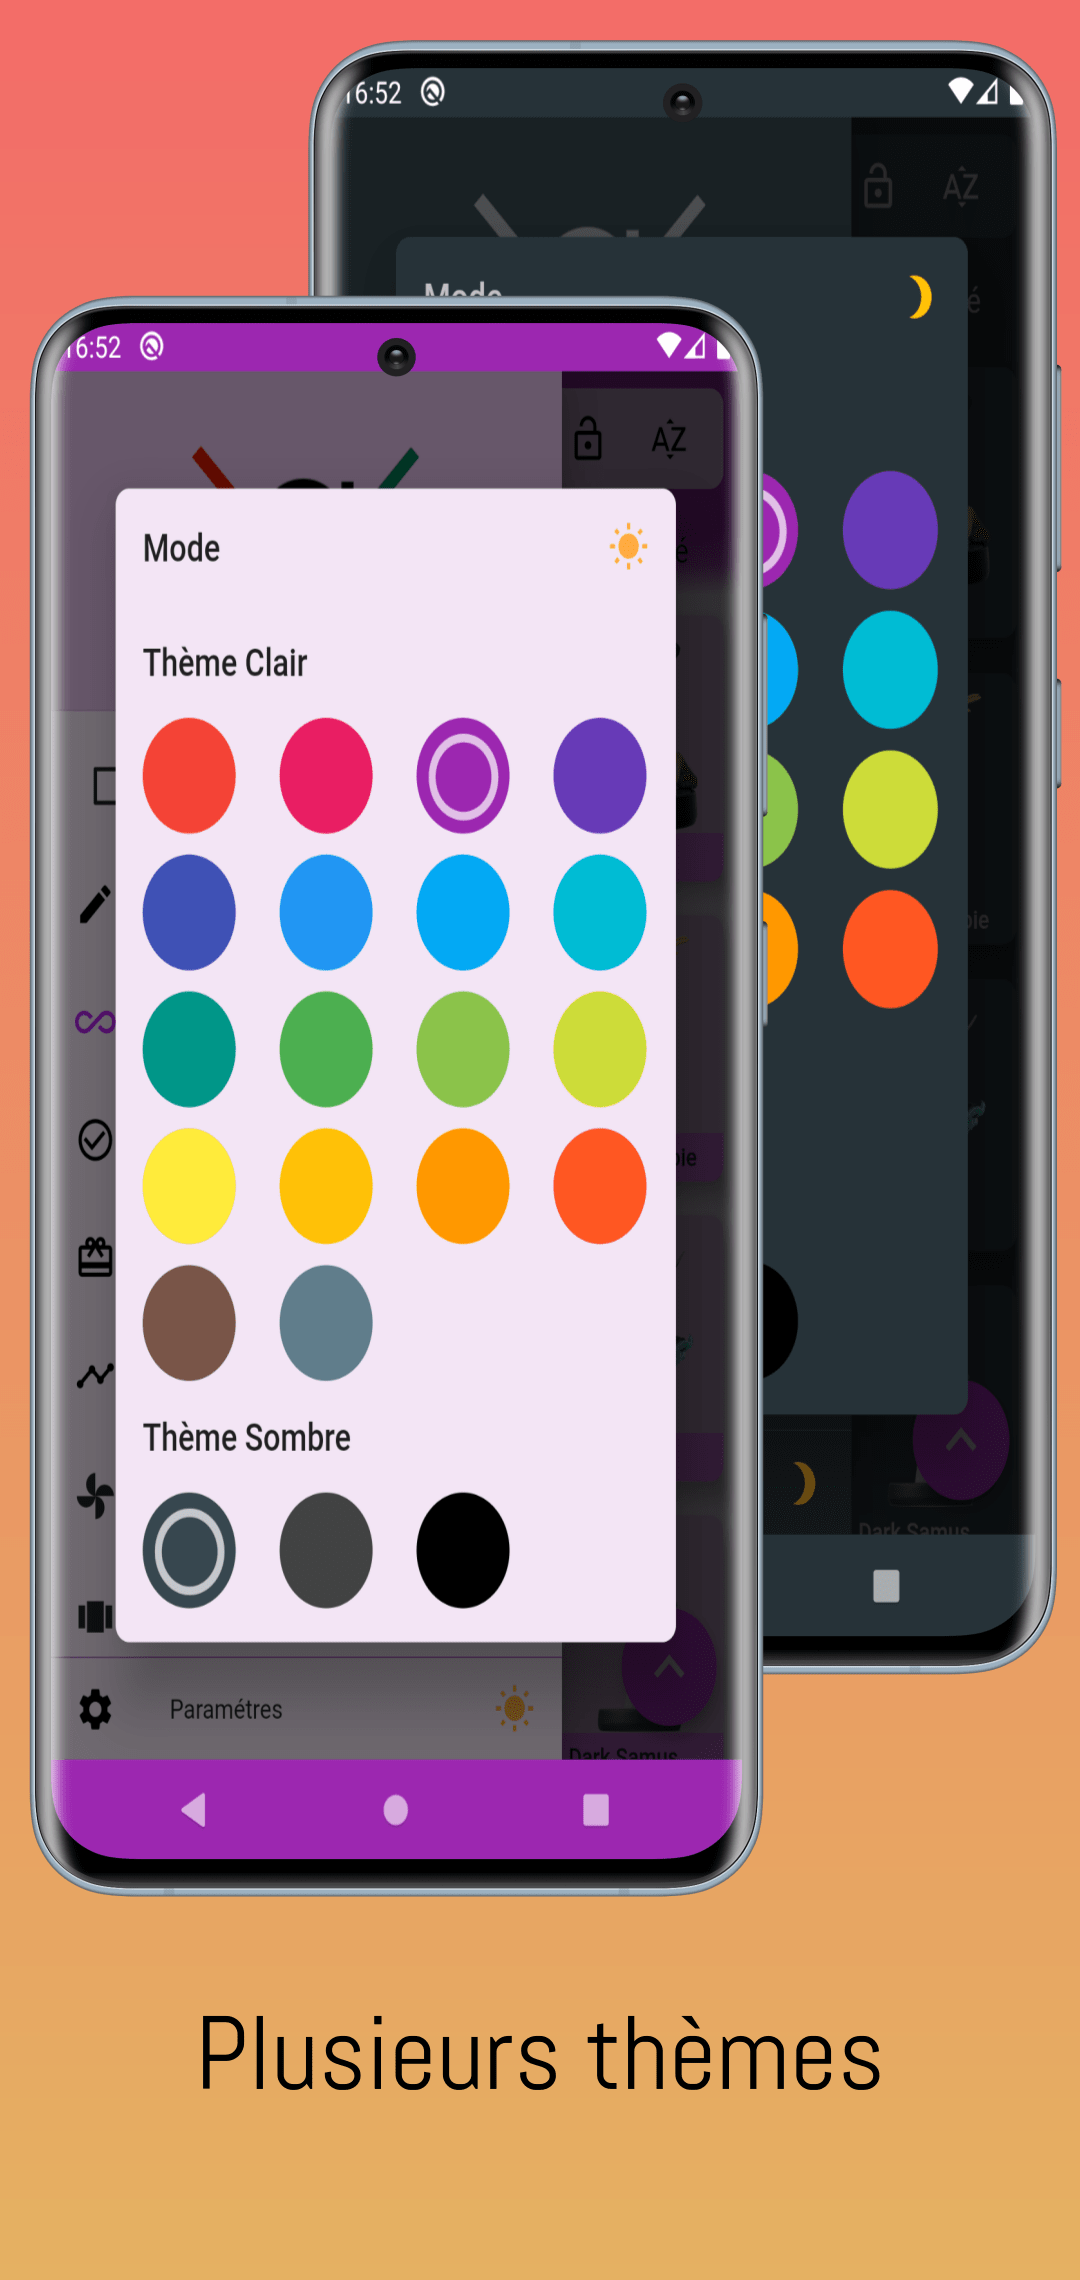 16:52
AZ
Mode
16:52
AZ
Mode
Thème Clair
Thème Sombre
Paramétres
Dark Samus
Dark Samus
Plusieurs thèmes